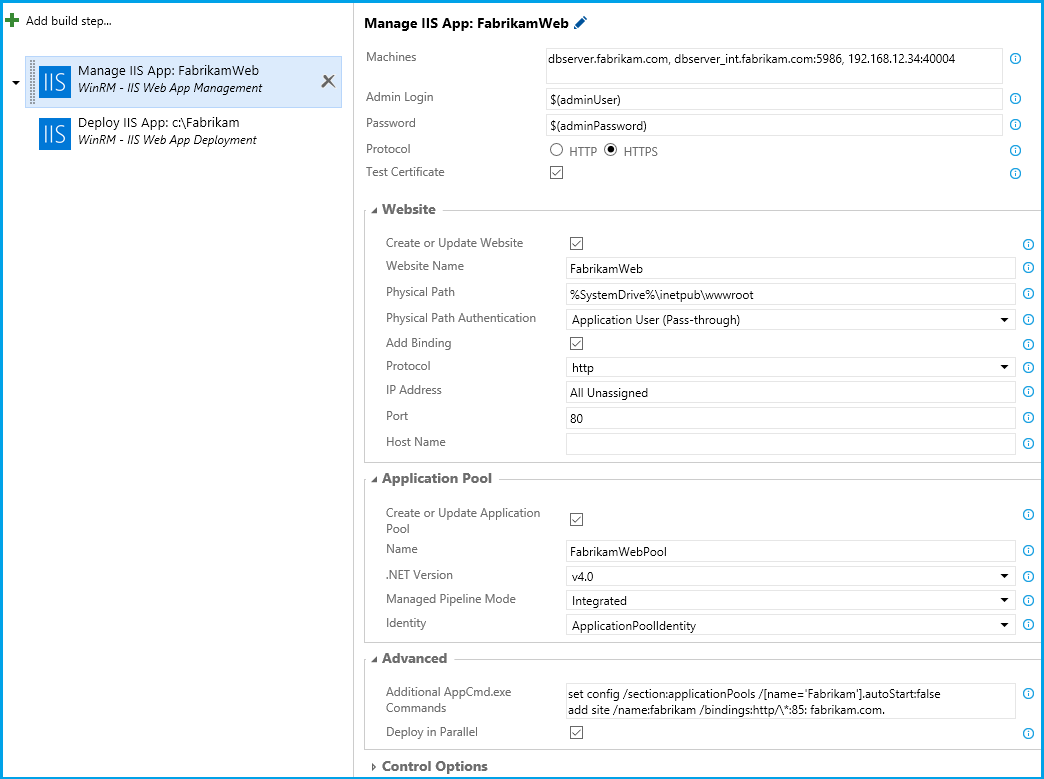 Add build step...
IIS
Manage IIS App: FabrikamWeb
WinRM - IIS Web App Management
IIS
Deploy IIS App: c:\Fabrikam
WinRM - IIS Web App Deployment
Manage IIS App: FabrikamWeb
Machines
dbserver.fabrikam.com, dbserver_int.fabrikam.com:5986, 192.168.12.34:40004
Admin Login
$(adminUser)
Password
$(adminPassword)
Protocol
HTTP HTTPS
Test Certificate
Website
Create or Update Website
Website Name
FabrikamWeb
Physical Path
%SystemDrive%\inetpub\wwwroot
Physical Path Authentication
Application User (Pass-through)
Add Binding
Protocol
http
IP Address
All Unassigned
Port
80
Host Name
Application Pool
Create or Update Application
Pool
Name
FabrikamWebPool
.NET Version
v4.0
Managed Pipeline Mode
Integrated
Identity
ApplicationPoolIdentity
Advanced
Additional AppCmd.exe
Commands
set config /section:applicationPools /[name='Fabrikam'].autoStart:false
add site /name:fabrikam /bindings:http/\*:85: fabrikam.com.
Deploy in Parallel
Control Options